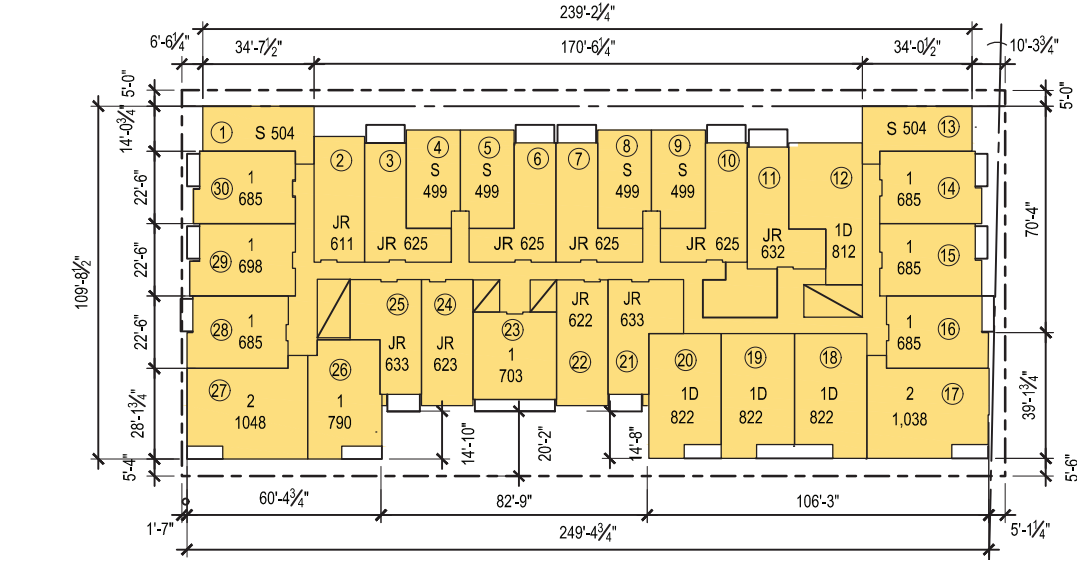 239'-2¼"
6'-6¼" 34'-7½" 170'-6¼" 34'-0½" 10'-3¾"
5'-0" 5'-0"
14'-0¾"
22'-6"
22'-6"
22'-6"
28'-1¾"
5'-4"
109'-8½"
70'-4"
39'-1¾"
5'-6"
1 S 504
2 JR 611
3 JR 625
4 S 499
5 S 499
6 JR 625
7 JR 625
8 S 499
9 S 499
10 JR 625
11 JR 632
12 1D 812
S 504 13
14 1 685
15 1 685
16 1 685
17 2 1,038
18 1D 822
19 1D 822
20 1D 822
21 JR 633
22 JR 622
23 1 703
24 JR 623
25 JR 633
26 1 790
27 2 1048
28 1 685
29 1 698
30 1 685
14'-10" 20'-2" 14'-8"
60'-4¾" 82'-9" 106'-3"
1'-7" 249'-4¾" 5'-1¼"